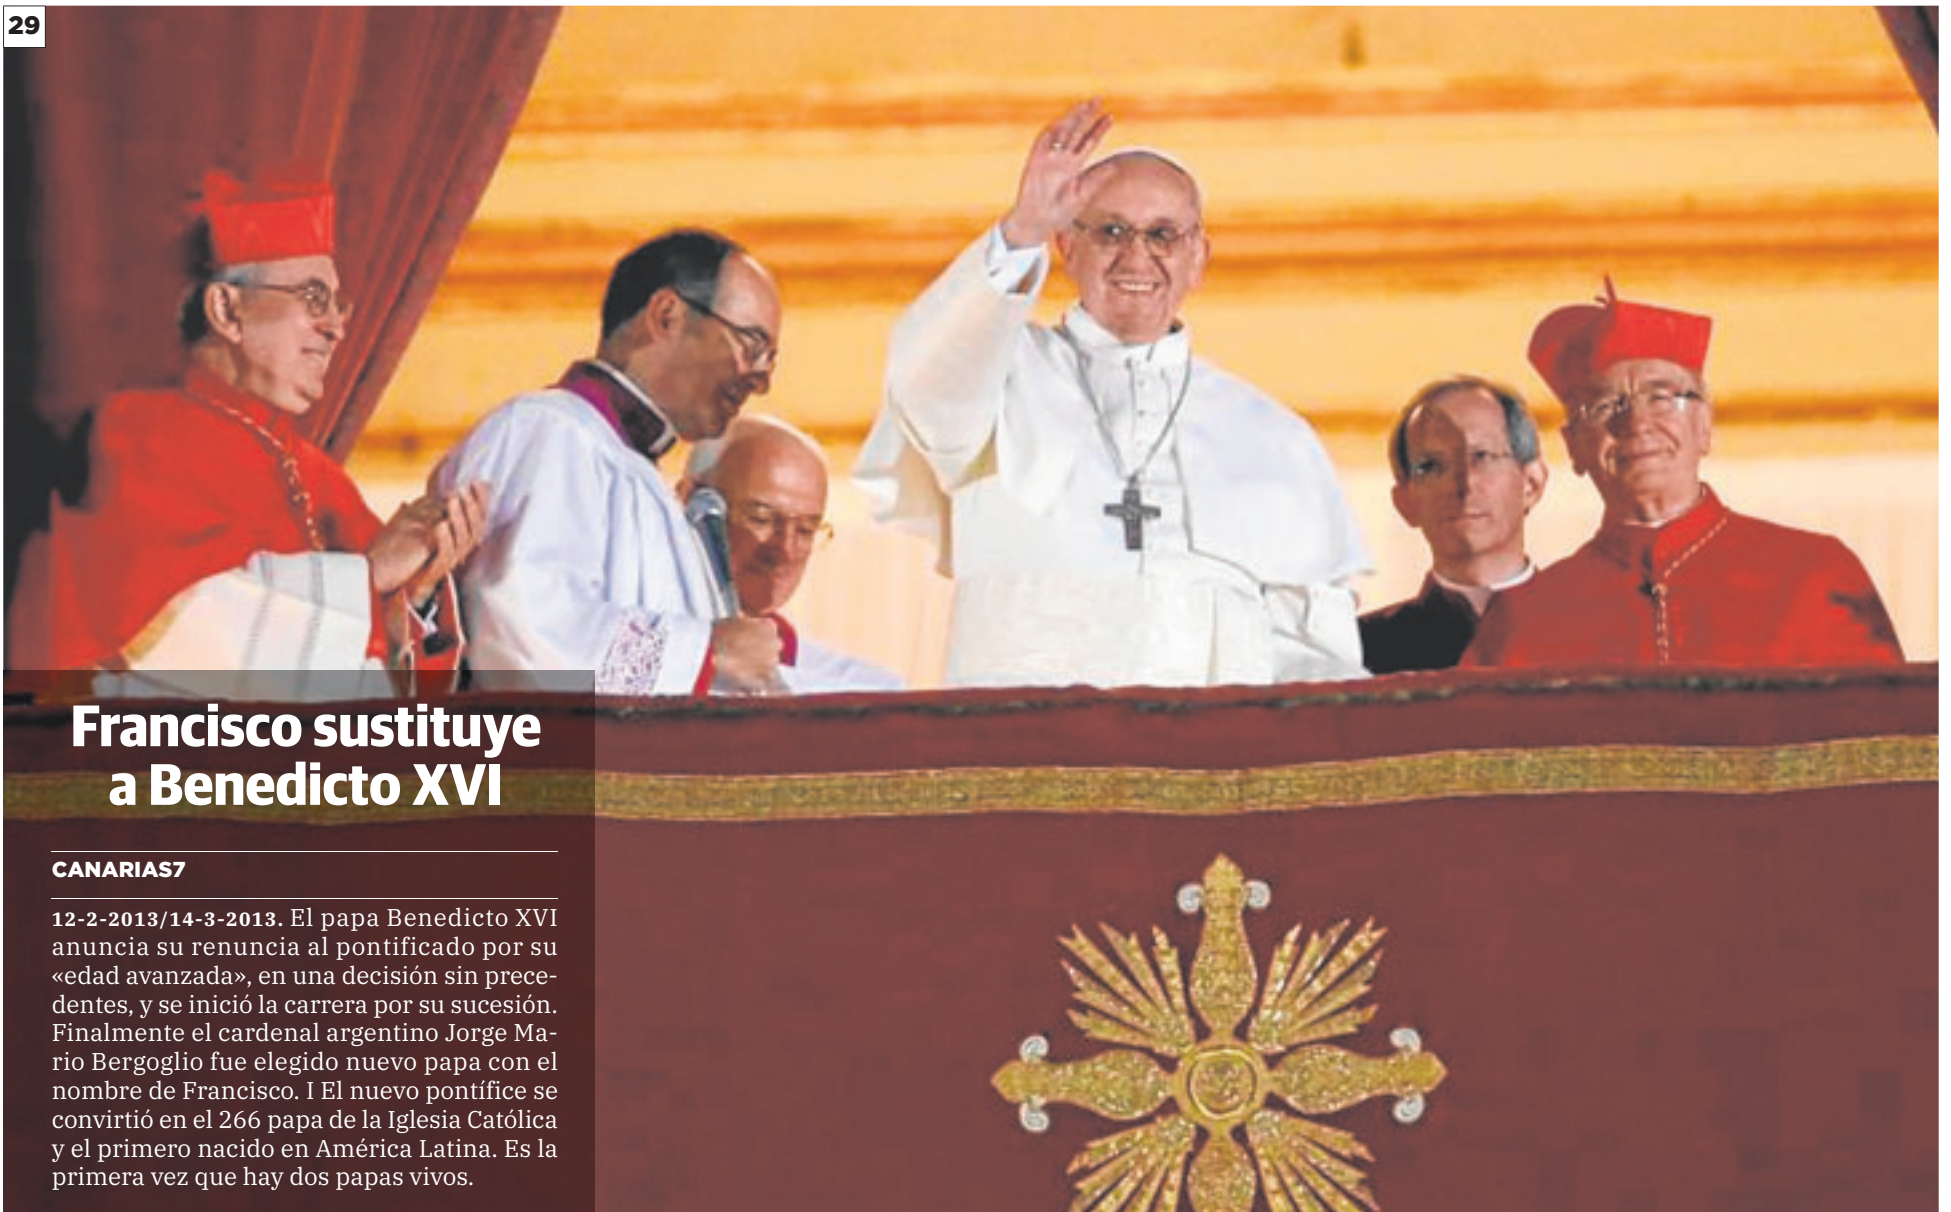 29
Francisco sustituye
a Benedicto XVI
CANARIAS7
12-2-2013/14-3-2013. El papa Benedicto XVI
anuncia su renuncia al pontificado por su
«edad avanzada», en una decisión sin prece-
dentes, y se inició la carrera por su sucesión.
Finalmente el cardenal argentino Jorge Ma-
rio Bergoglio fue elegido nuevo papa con el
nombre de Francisco. I El nuevo pontífice se
convirtió en el 266 papa de la Iglesia Católica
y el primero nacido en América Latina. Es la
primera vez que hay dos papas vivos.